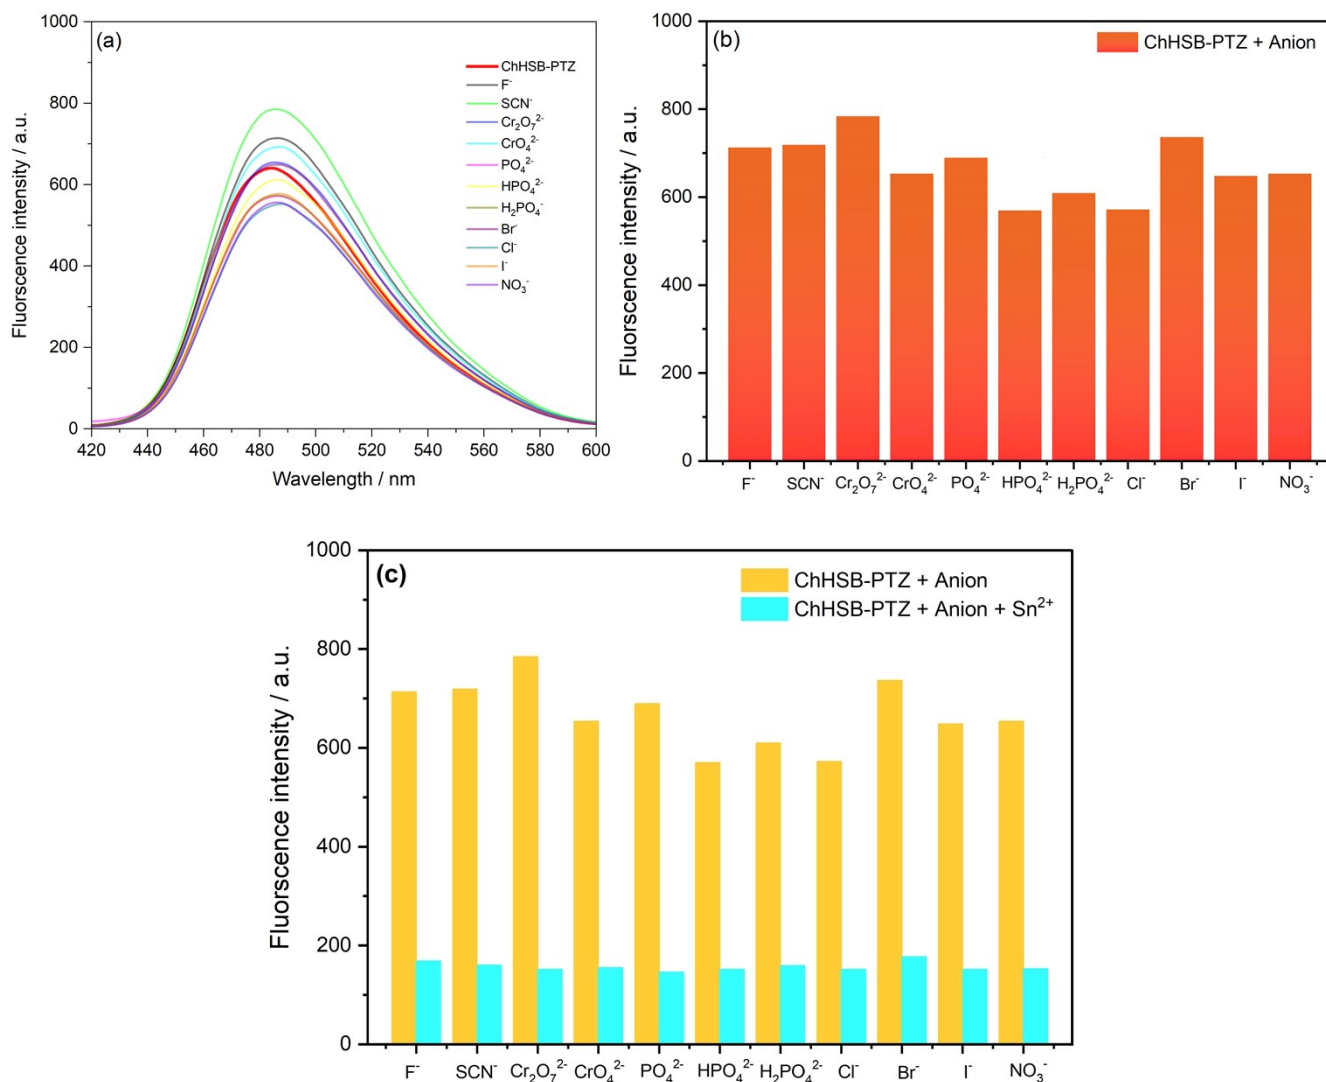 (a)
1000
800
600
400
200
0
Fluorscence intensity / a.u.
420 440 460 480 500 520 540 560 580 600
Wavelength / nm
ChHSB-PTZ
F⁻
SCN⁻
Cr₂O₇²⁻
CrO₄²⁻
PO₄²⁻
HPO₄²⁻
H₂PO₄⁻
Br⁻
Cl⁻
I⁻
NO₃⁻
(b)
ChHSB-PTZ + Anion
1000
800
600
400
200
0
Fluorscence intensity / a.u.
F⁻ SCN⁻ Cr₂O₇²⁻ CrO₄²⁻ PO₄²⁻ HPO₄²⁻ H₂PO₄²⁻ Cl⁻ Br⁻ I⁻ NO₃⁻
(c)
ChHSB-PTZ + Anion
ChHSB-PTZ + Anion + Sn²⁺
1000
800
600
400
200
0
Fluorscence intensity / a.u.
F⁻ SCN⁻ Cr₂O₇²⁻ CrO₄²⁻ PO₄²⁻ HPO₄²⁻ H₂PO₄²⁻ Cl⁻ Br⁻ I⁻ NO₃⁻